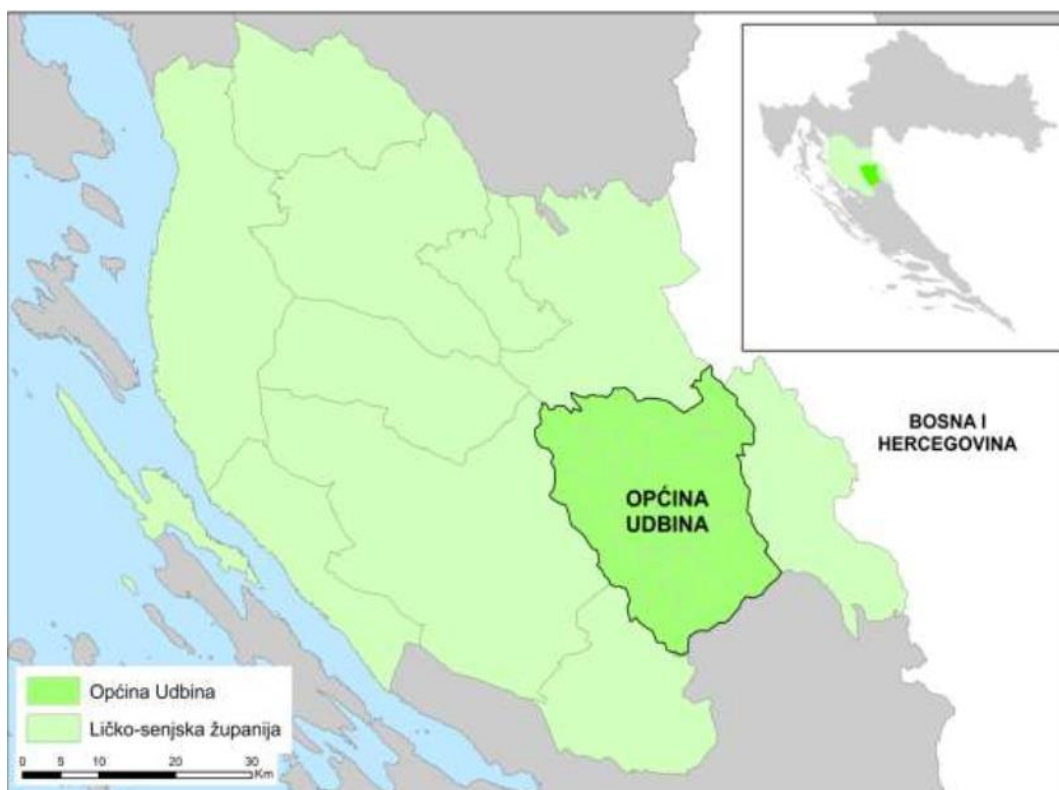 BOSNA I
HERCEGOVINA
OPĆINA
UDBINA
Općina Udbina
Ličko-senjska županija
0 5 10 20 30
Km